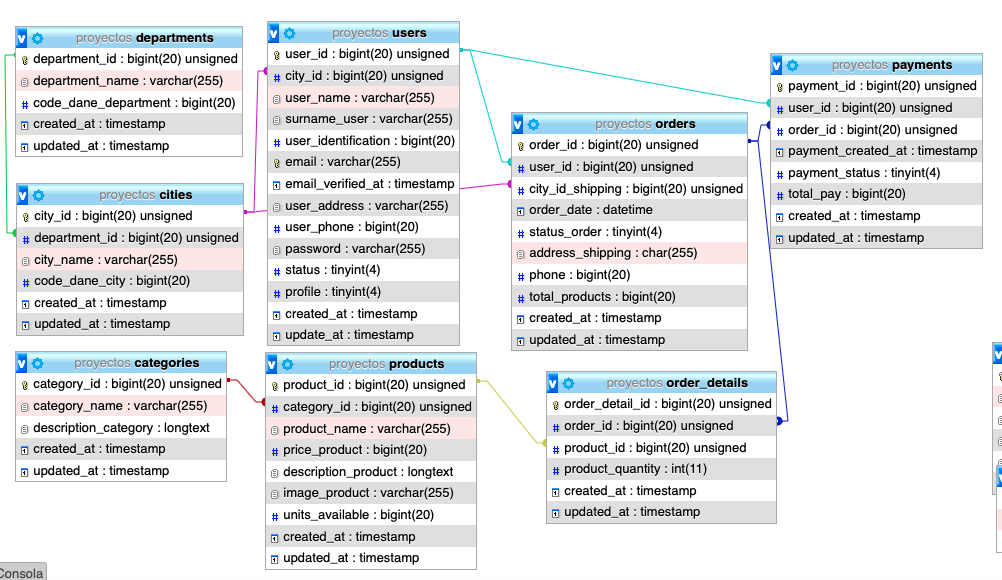 proyectos departments
department_id : bigint(20) unsigned
department_name : varchar(255)
code_dane_department : bigint(20)
created_at : timestamp
updated_at : timestamp
proyectos cities
city_id : bigint(20) unsigned
department_id : bigint(20) unsigned
city_name : varchar(255)
code_dane_city : bigint(20)
created_at : timestamp
updated_at : timestamp
proyectos categories
category_id : bigint(20) unsigned
category_name : varchar(255)
description_category : longtext
created_at : timestamp
updated_at : timestamp
proyectos users
user_id : bigint(20) unsigned
city_id : bigint(20) unsigned
user_name : varchar(255)
surname_user : varchar(255)
user_identification : bigint(20)
email : varchar(255)
email_verified_at : timestamp
user_address : varchar(255)
user_phone : bigint(20)
password : varchar(255)
status : tinyint(4)
profile : tinyint(4)
created_at : timestamp
update_at : timestamp
proyectos products
product_id : bigint(20) unsigned
category_id : bigint(20) unsigned
product_name : varchar(255)
price_product : bigint(20)
description_product : longtext
image_product : varchar(255)
units_available : bigint(20)
created_at : timestamp
updated_at : timestamp
proyectos orders
order_id : bigint(20) unsigned
user_id : bigint(20) unsigned
city_id_shipping : bigint(20) unsigned
order_date : datetime
status_order : tinyint(4)
address_shipping : char(255)
phone : bigint(20)
total_products : bigint(20)
created_at : timestamp
updated_at : timestamp
proyectos order_details
order_detail_id : bigint(20) unsigned
order_id : bigint(20) unsigned
product_id : bigint(20) unsigned
product_quantity : int(11)
created_at : timestamp
updated_at : timestamp
proyectos payments
payment_id : bigint(20) unsigned
user_id : bigint(20) unsigned
order_id : bigint(20) unsigned
payment_created_at : timestamp
payment_status : tinyint(4)
total_pay : bigint(20)
created_at : timestamp
updated_at : timestamp
Consola